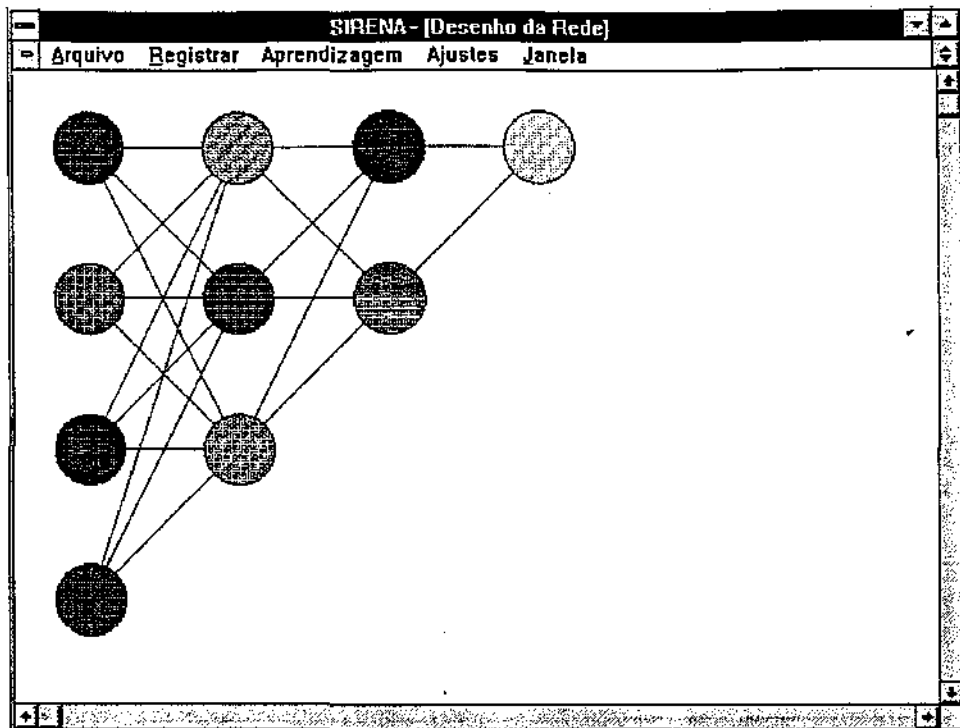 SIRENA - [Desenho da Rede]
Arquivo Registrar Aprendizagem Ajustes Janela